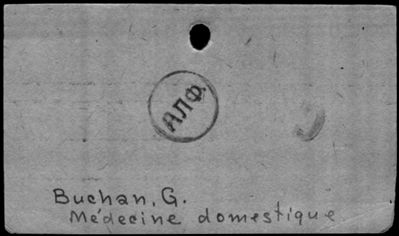 АЛФ.
Buchan, G.
Médecine domestique